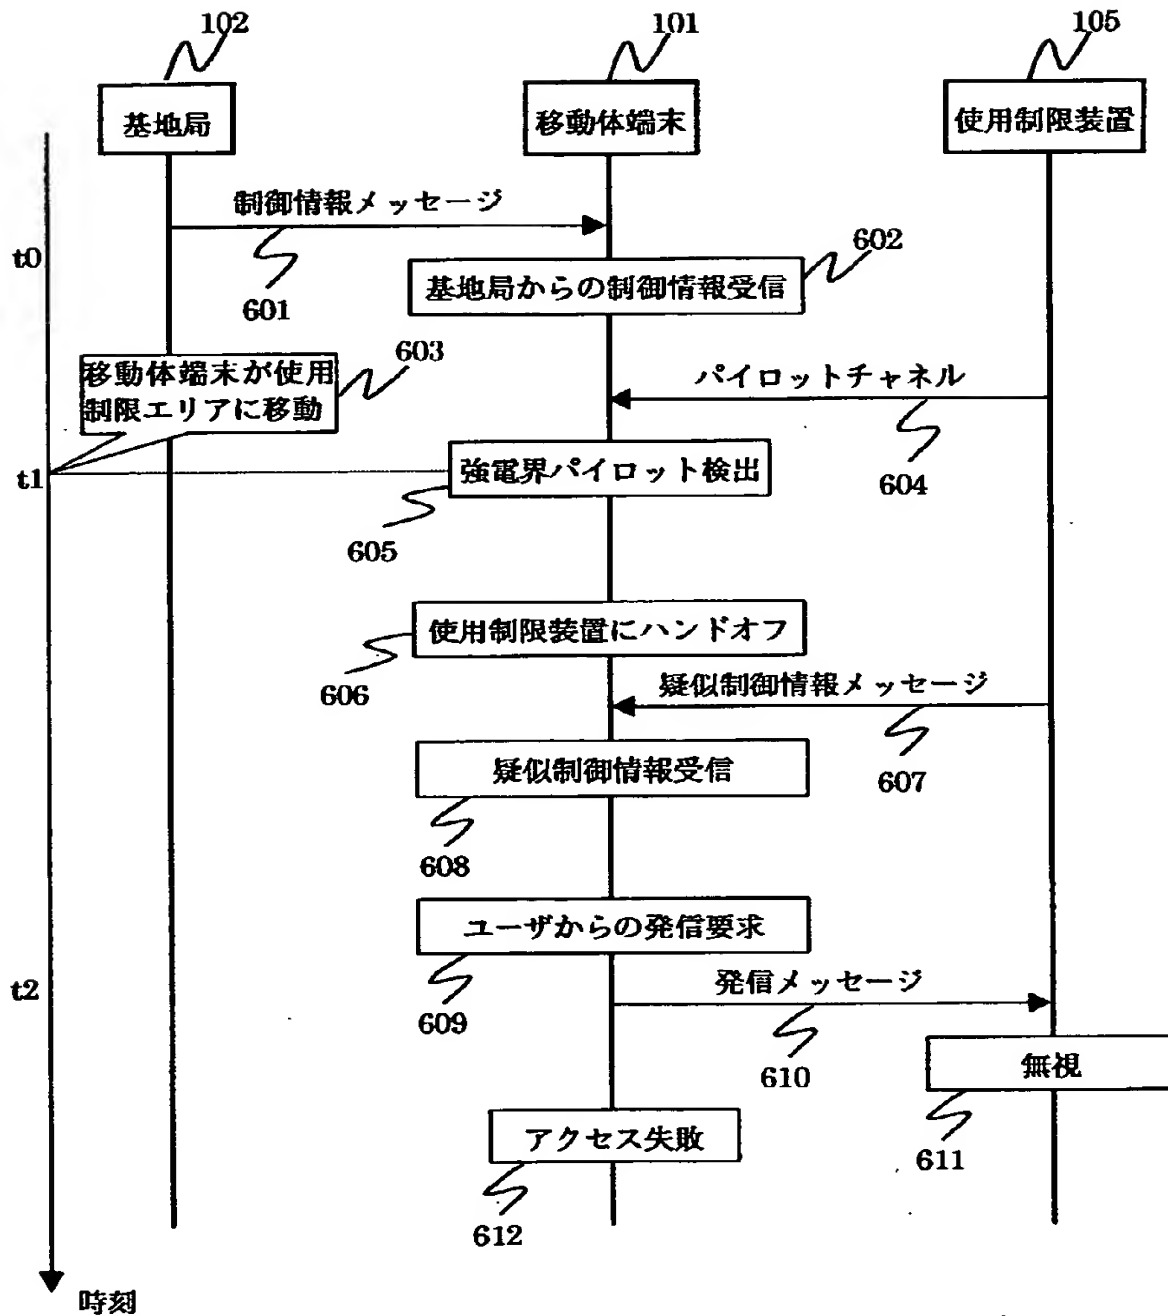 102
101
105
基地局
移動体端末
使用制限装置
制御情報メッセージ
t0
602
基地局からの制御情報受信
601
603
移動体端末が使用
制限エリアに移動
パイロットチャネル
t1
強電界パイロット検出
604
605
使用制限装置にハンドオフ
606
疑似制御情報メッセージ
疑似制御情報受信
607
608
ユーザからの発信要求
t2
発信メッセージ
609
610
無視
アクセス失敗
611
612
時刻